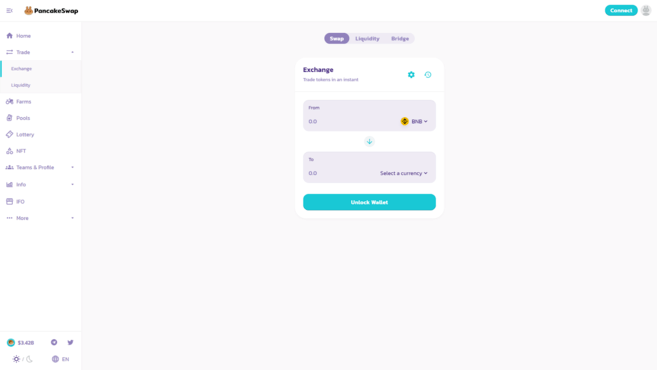 PancakeSwap
Connect
Home
Trade
Exchange
Liquidity
Farms
Pools
Lottery
NFT
Teams & Profile
Info
IFO
More
$3.428
/
EN
Swap
Liquidity
Bridge
Exchange
Trade tokens in an instant
From
0.0
BNB
To
0.0
Select a currency
Unlock Wallet